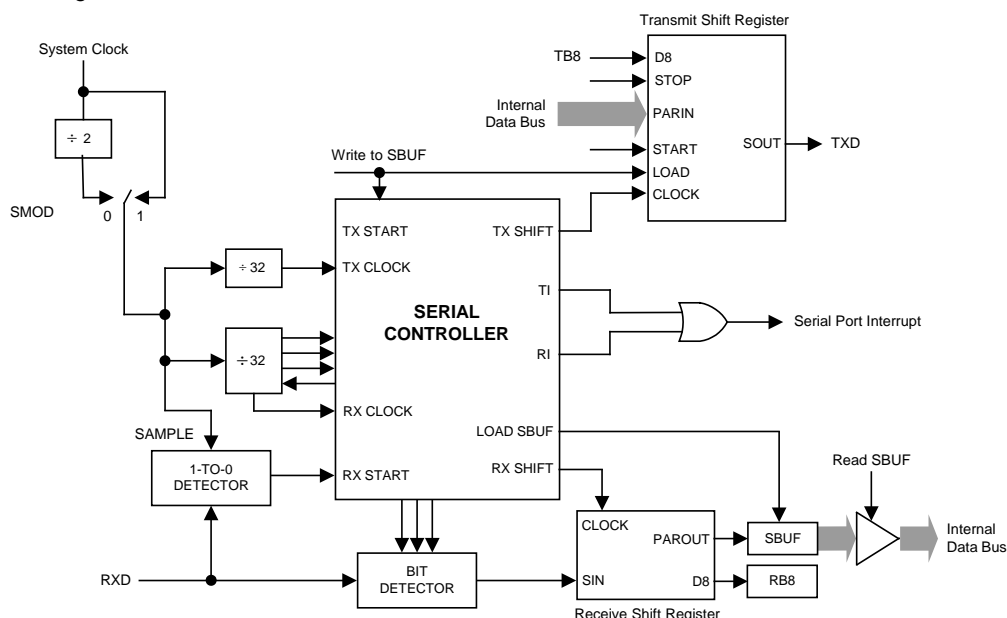 Transmit Shift Register
System Clock
TB8
D8
STOP
Internal
Data Bus
PARIN
÷ 2
START
SOUT
TXD
Write to SBUF
LOAD
CLOCK
SMOD
0
1
TX START
TX SHIFT
÷ 32
TX CLOCK
TI
SERIAL
CONTROLLER
Serial Port Interrupt
÷ 32
RI
RX CLOCK
SAMPLE
LOAD SBUF
1-TO-0
DETECTOR
RX START
RX SHIFT
Read SBUF
CLOCK
PAROUT
SBUF
Internal
Data Bus
RXD
BIT
DETECTOR
SIN
D8
RB8
Receive Shift Register